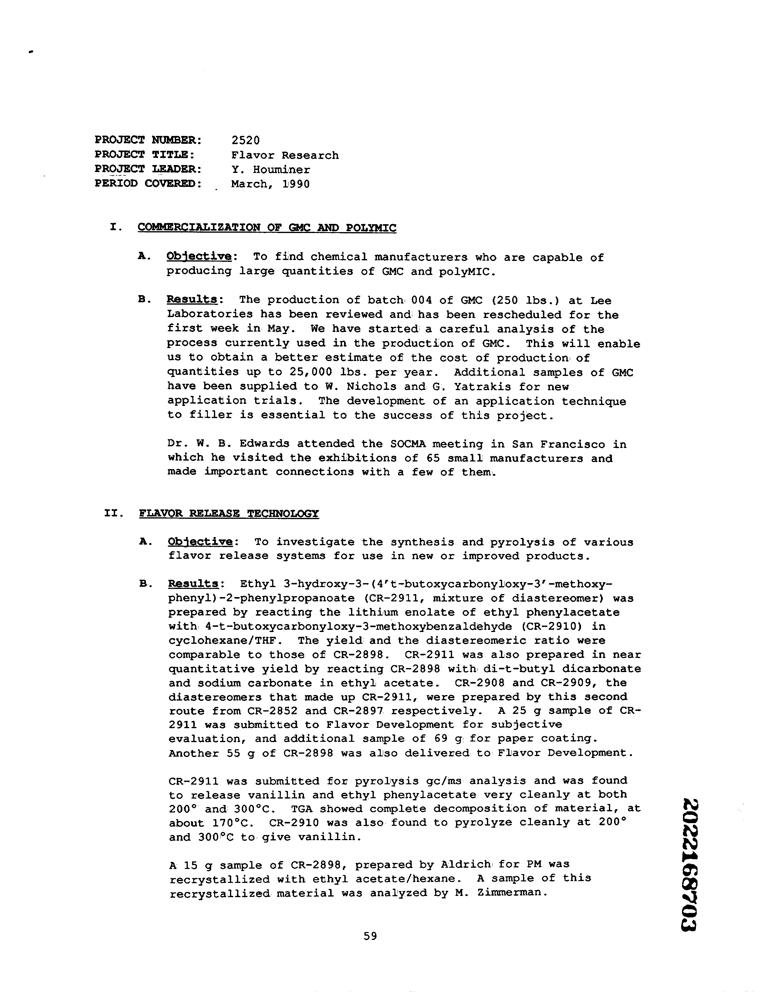 PROJECT NUMBER: 2520
PROJECT TITLE: Flavor Research
PROJECT LEADER: Y. Houminer
PERIOD COVERED: March, 1990
I. COMMERCIALIZATION OF GMC AND POLYMIC
A. Objective: To find chemical manufacturers who are capable of
producing large quantities of GMC and polyMIC.
B. Results: The production of batch 004 of GMC (250 lbs.) at Lee
Laboratories has been reviewed and has been rescheduled for the
first week in May. We have started a careful analysis of the
process currently used in the production of GMC. This will enable
us to obtain a better estimate of the cost of production of
quantities up to 25,000 lbs. per year. Additional samples of GMC
have been supplied to W. Nichols and G. Yatrakis for new
application trials. The development of an application technique
to filler is essential to the success of this project.
Dr. W. B. Edwards attended the SOCMA meeting in San Francisco in
which he visited the exhibitions of 65 small manufacturers and
made important connections with a few of them.
II. FLAVOR RELEASE TECHNOLOGY
A. Objective: To investigate the synthesis and pyrolysis of various
flavor release systems for use in new or improved products.
B. Results: Ethyl 3-hydroxy-3-(4't-butoxycarbonyloxy-3'-methoxy-
phenyl)-2-phenylpropanoate (CR-2911, mixture of diastereomer) was
prepared by reacting the lithium enolate of ethyl phenylacetate
with 4-t-butoxycarbonyloxy-3-methoxybenzaldehyde (CR-2910) in
cyclohexane/THF. The yield and the diastereomeric ratio were
comparable to those of CR-2898. CR-2911 was also prepared in near
quantitative yield by reacting CR-2898 with di-t-butyl dicarbonate
and sodium carbonate in ethyl acetate. CR-2908 and CR-2909, the
diastereomers that made up CR-2911, were prepared by this second
route from CR-2852 and CR-2897 respectively. A 25 g sample of CR-
2911 was submitted to Flavor Development for subjective
evaluation, and additional sample of 69 g for paper coating.
Another 55 g of CR-2898 was also delivered to Flavor Development.
CR-2911 was submitted for pyrolysis gc/ms analysis and was found
to release vanillin and ethyl phenylacetate very cleanly at both
200° and 300°C. TGA showed complete decomposition of material, at
about 170°C. CR-2910 was also found to pyrolyze cleanly at 200°
and 300°C to give vanillin.
A 15 g sample of CR-2898, prepared by Aldrich for PM was
recrystallized with ethyl acetate/hexane. A sample of this
recrystallized material was analyzed by M. Zimmerman.
59
2022168703